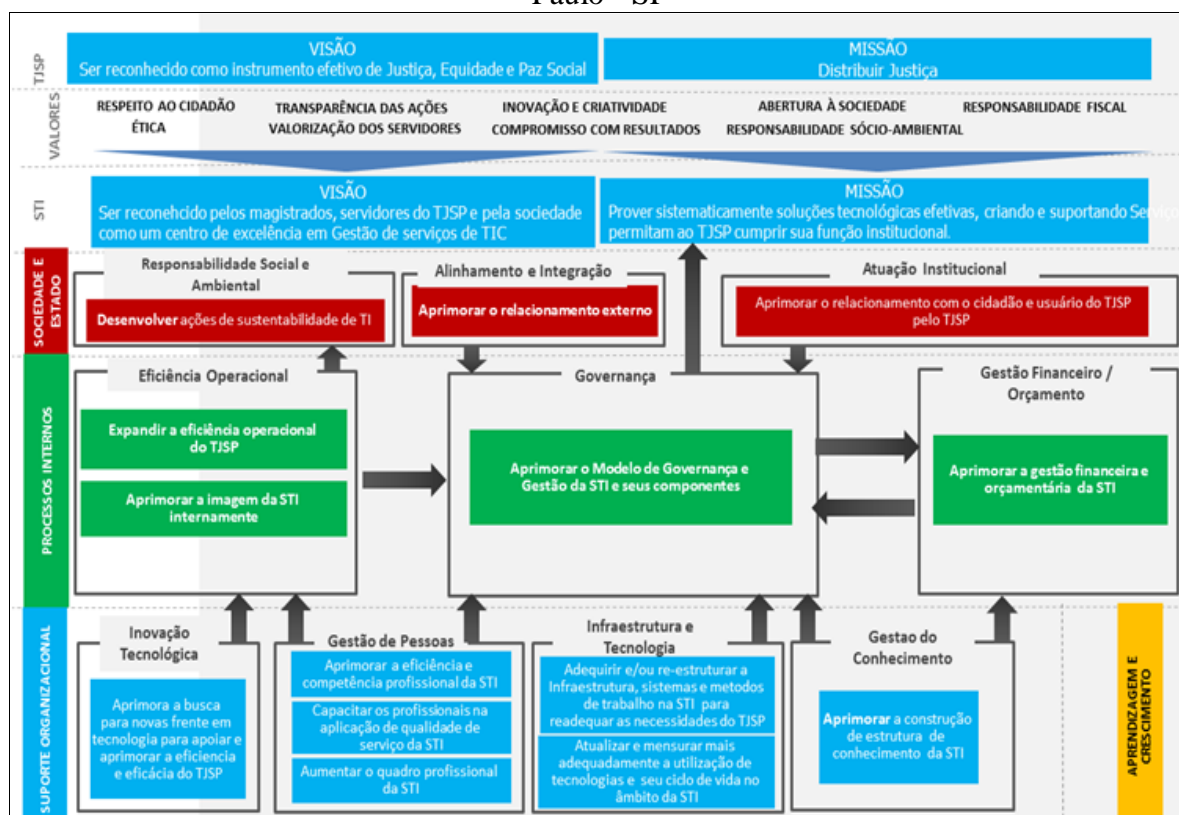 Paulo - SP
TJSP
VISÃO
Ser reconhecido como instrumento efetivo de Justiça, Equidade e Paz Social
MISSÃO
Distribuir Justiça
VALORES
RESPEITO AO CIDADÃO
ÉTICA
TRANSPARÊNCIA DAS AÇÕES
VALORIZAÇÃO DOS SERVIDORES
INOVAÇÃO E CRIATIVIDADE
COMPROMISSO COM RESULTADOS
ABERTURA À SOCIEDADE
RESPONSABILIDADE SÓCIO-AMBIENTAL
RESPONSABILIDADE FISCAL
STI
VISÃO
Ser reconehcido pelos magistrados, servidores do TJSP e pela sociedade
como um centro de excelência em Gestão de serviços de TIC
MISSÃO
Prover sistematicamente soluções tecnológicas efetivas, criando e suportando Serviço
permitam ao TJSP cumprir sua função institucional.
SOCIEDADE E
ESTADO
Responsabilidade Social e
Ambiental
Desenvolver ações de sustentabilidade de TI
Alinhamento e Integração
Aprimorar o relacionamento externo
Atuação Institucional
Aprimorar o relacionamento com o cidadão e usuário do TJSP
pelo TJSP
PROCESSOS INTERNOS
Eficiência Operacional
Expandir a eficiência operacional
do TJSP
Aprimorar a imagem da STI
internamente
Governança
Aprimorar o Modelo de Governança e
Gestão da STI e seus componentes
Gestão Financeiro /
Orçamento
Aprimorar a gestão financeira e
orçamentária da STI
SUPORTE ORGANIZACIONAL
Inovação
Tecnológica
Aprimora a busca
para novas frente em
tecnologia para apoiar e
aprimorar a eficiencia
e eficácia do TJSP
Gestão de Pessoas
Aprimorar a eficiência e
competência profissional da STI
Capacitar os profissionais na
aplicação de qualidade de
serviço da STI
Aumentar o quadro profissional
da STI
Infraestrutura e
Tecnologia
Adequirir e/ou re-estruturar a
Infraestrutura, sistemas e metodos
de trabalho na STI para
readequar as necesidades do TJSP
Atualizar e mensurar mais
adequadamente a utilização de
tecnologias e seu ciclo de vida no
âmbito da STI
Gestao do
Conhecimento
Aprimorar a construção
de estrutura de
conhecimento da STI
APRENDIZAGEM E
CRESCIMENTO